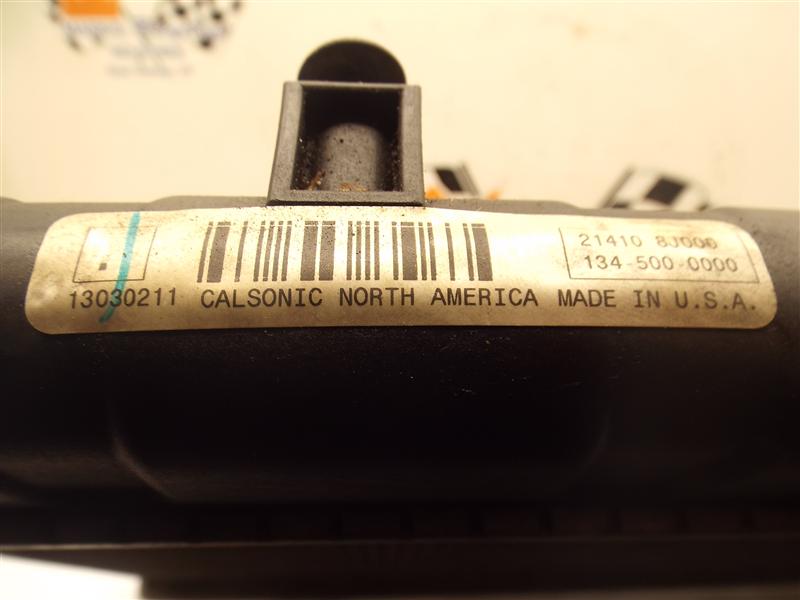 21410 8J000
134-500-0000
13030211 CALSONIC NORTH AMERICA MADE IN U.S.A.